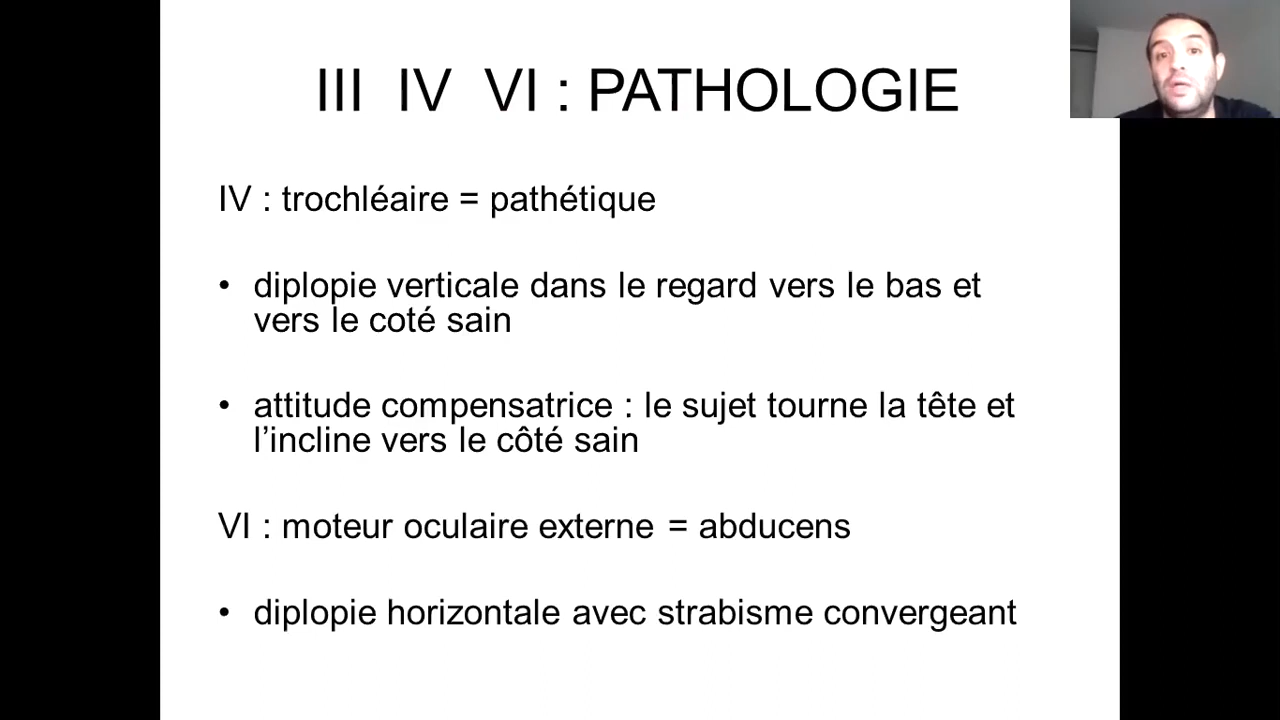 III IV VI : PATHOLOGIE
IV : trochléaire = pathétique
• diplopie verticale dans le regard vers le bas et
vers le coté sain
• attitude compensatrice : le sujet tourne la tête et
l’incline vers le côté sain
VI : moteur oculaire externe = abducens
• diplopie horizontale avec strabisme convergeant